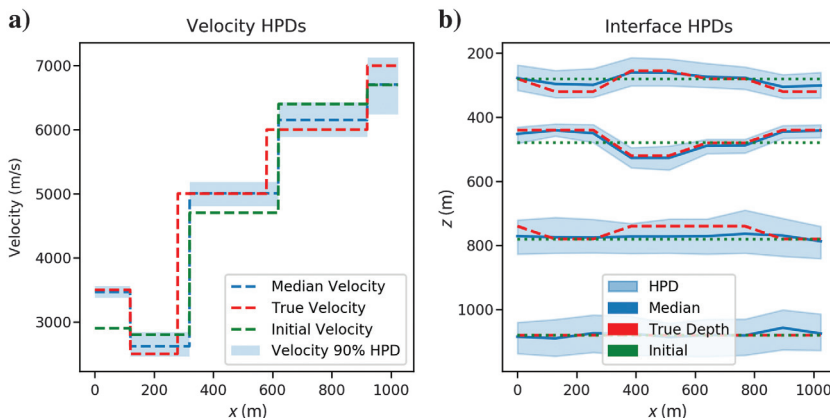 a)
Velocity HPDs
7000
6000
5000
4000
3000
Velocity (m/s)
0
200
400
600
800
1000
x (m)
Median Velocity
True Velocity
Initial Velocity
Velocity 90% HPD
b)
Interface HPDs
200
400
600
800
1000
z (m)
0
200
400
600
800
1000
x (m)
HPD
Median
True Depth
Initial